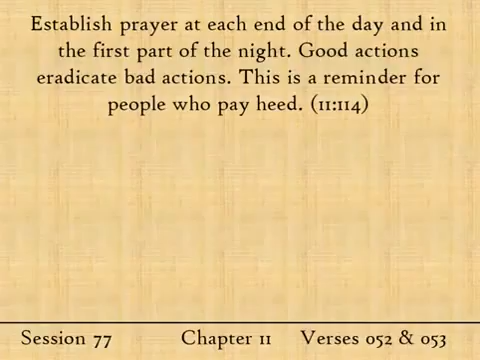 Establish prayer at each end of the day and in
the first part of the night. Good actions
eradicate bad actions. This is a reminder for
people who pay heed. (11:114)
Session 77 Chapter 11 Verses 052 & 053